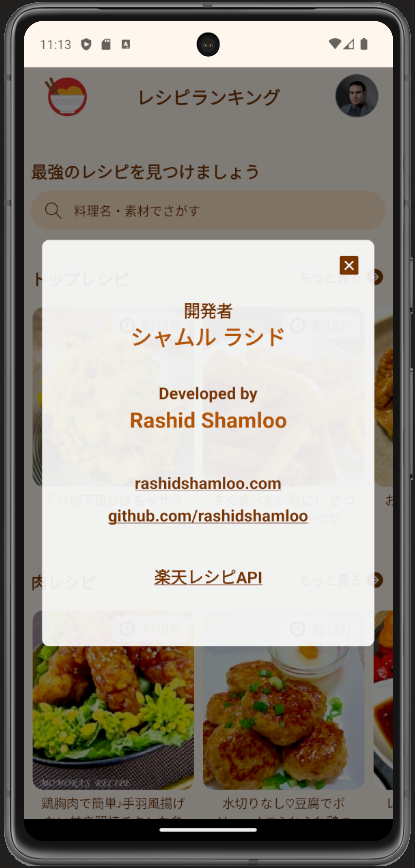 11:13
レシピランキング
最強のレシピを見つけましょう
料理名・素材でさがす
トップレシピ
もっと見る
開発者
シャムル ラシド
Developed by
Rashid Shamloo
rashidshamloo.com
github.com/rashidshamloo
楽天レシピAPI
肉レシピ
もっと見る
約10分
約15分
MOMORA'S RECIPE
鶏胸肉で簡単♪手羽風揚げ
水切りなし♡豆腐でボ